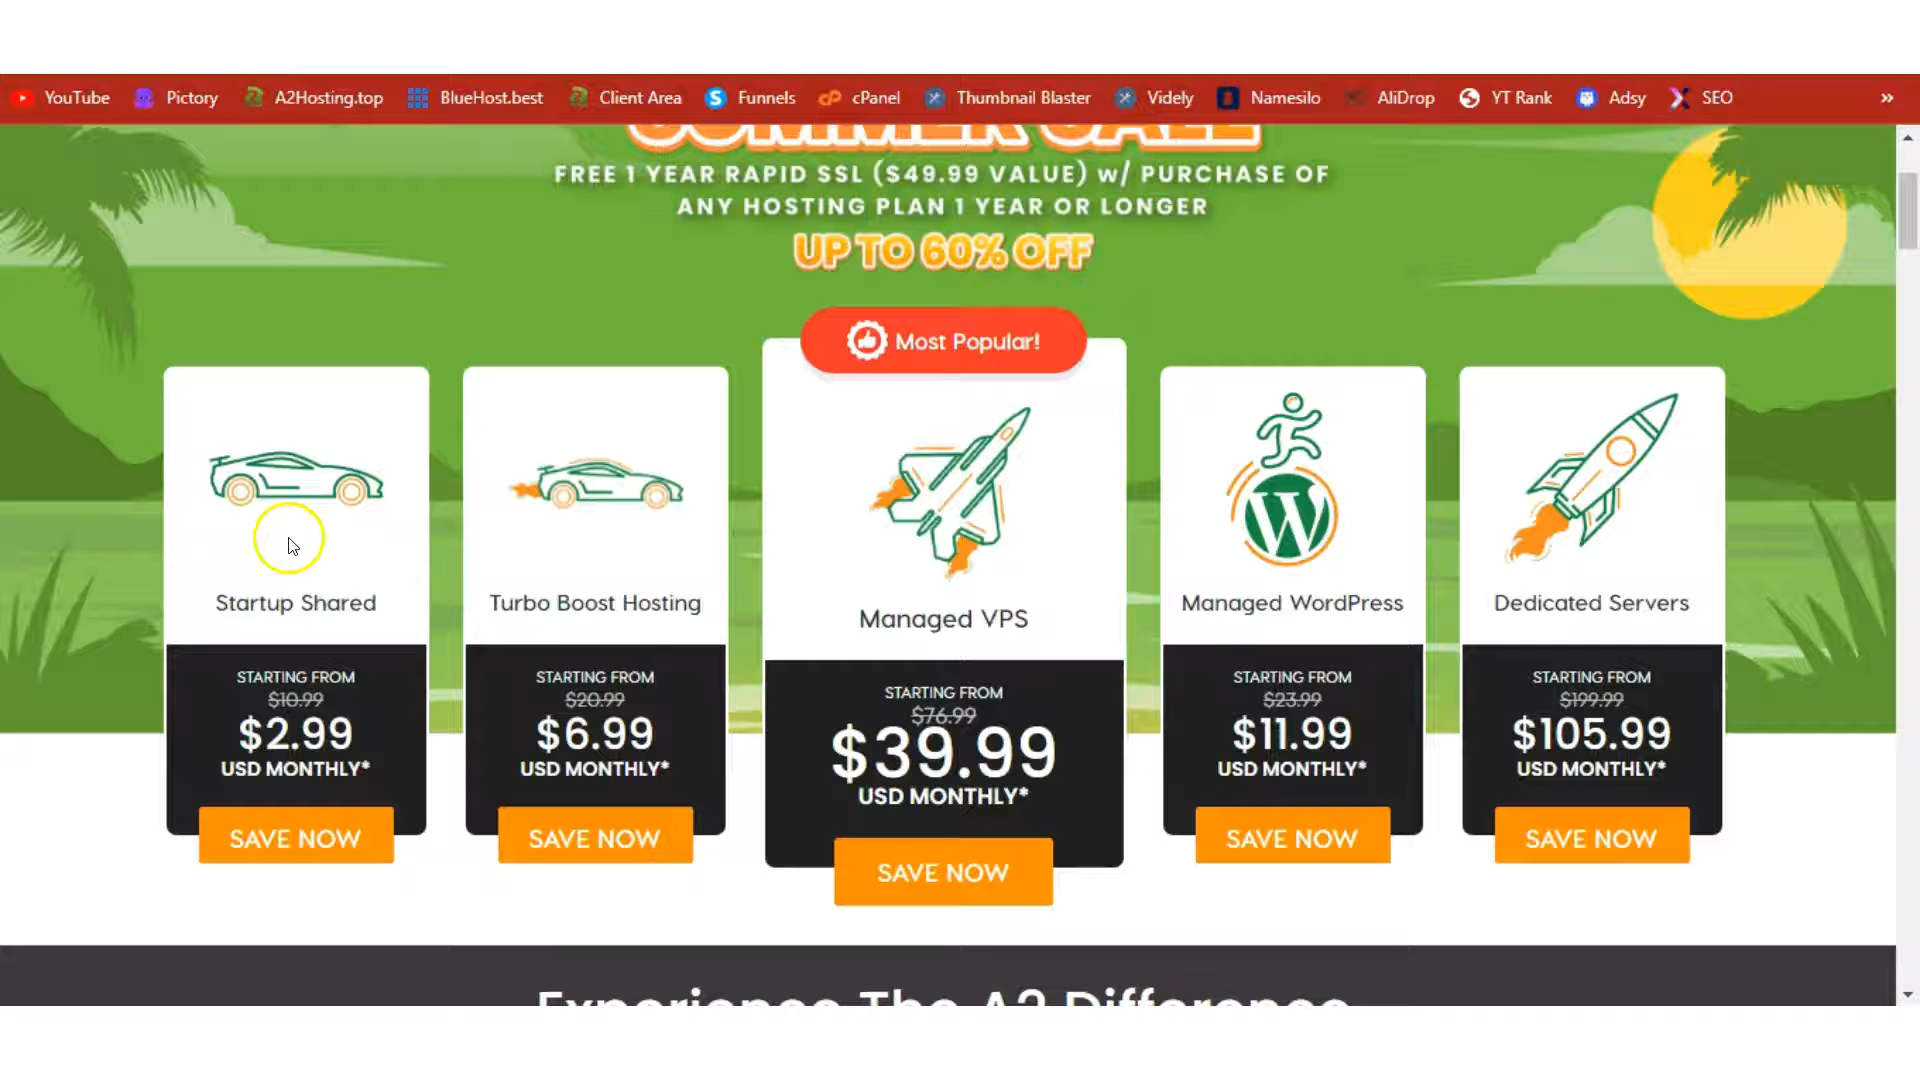 YouTube Pictory A2Hosting.top BlueHost.best Client Area Funnels cPanel Thumbnail Blaster Videly Namesilo AliDrop YT Rank Adsy SEO »
SUMMER SALE
FREE 1 YEAR RAPID SSL ($49.99 VALUE) w/ PURCHASE OF
ANY HOSTING PLAN 1 YEAR OR LONGER
UP TO 60% OFF
Most Popular!
Startup Shared
STARTING FROM
$10.99
$2.99
USD MONTHLY*
SAVE NOW
Turbo Boost Hosting
STARTING FROM
$20.99
$6.99
USD MONTHLY*
SAVE NOW
Managed VPS
STARTING FROM
$76.99
$39.99
USD MONTHLY*
SAVE NOW
Managed WordPress
STARTING FROM
$23.99
$11.99
USD MONTHLY*
SAVE NOW
Dedicated Servers
STARTING FROM
$199.99
$105.99
USD MONTHLY*
SAVE NOW
Experience The A2 Difference